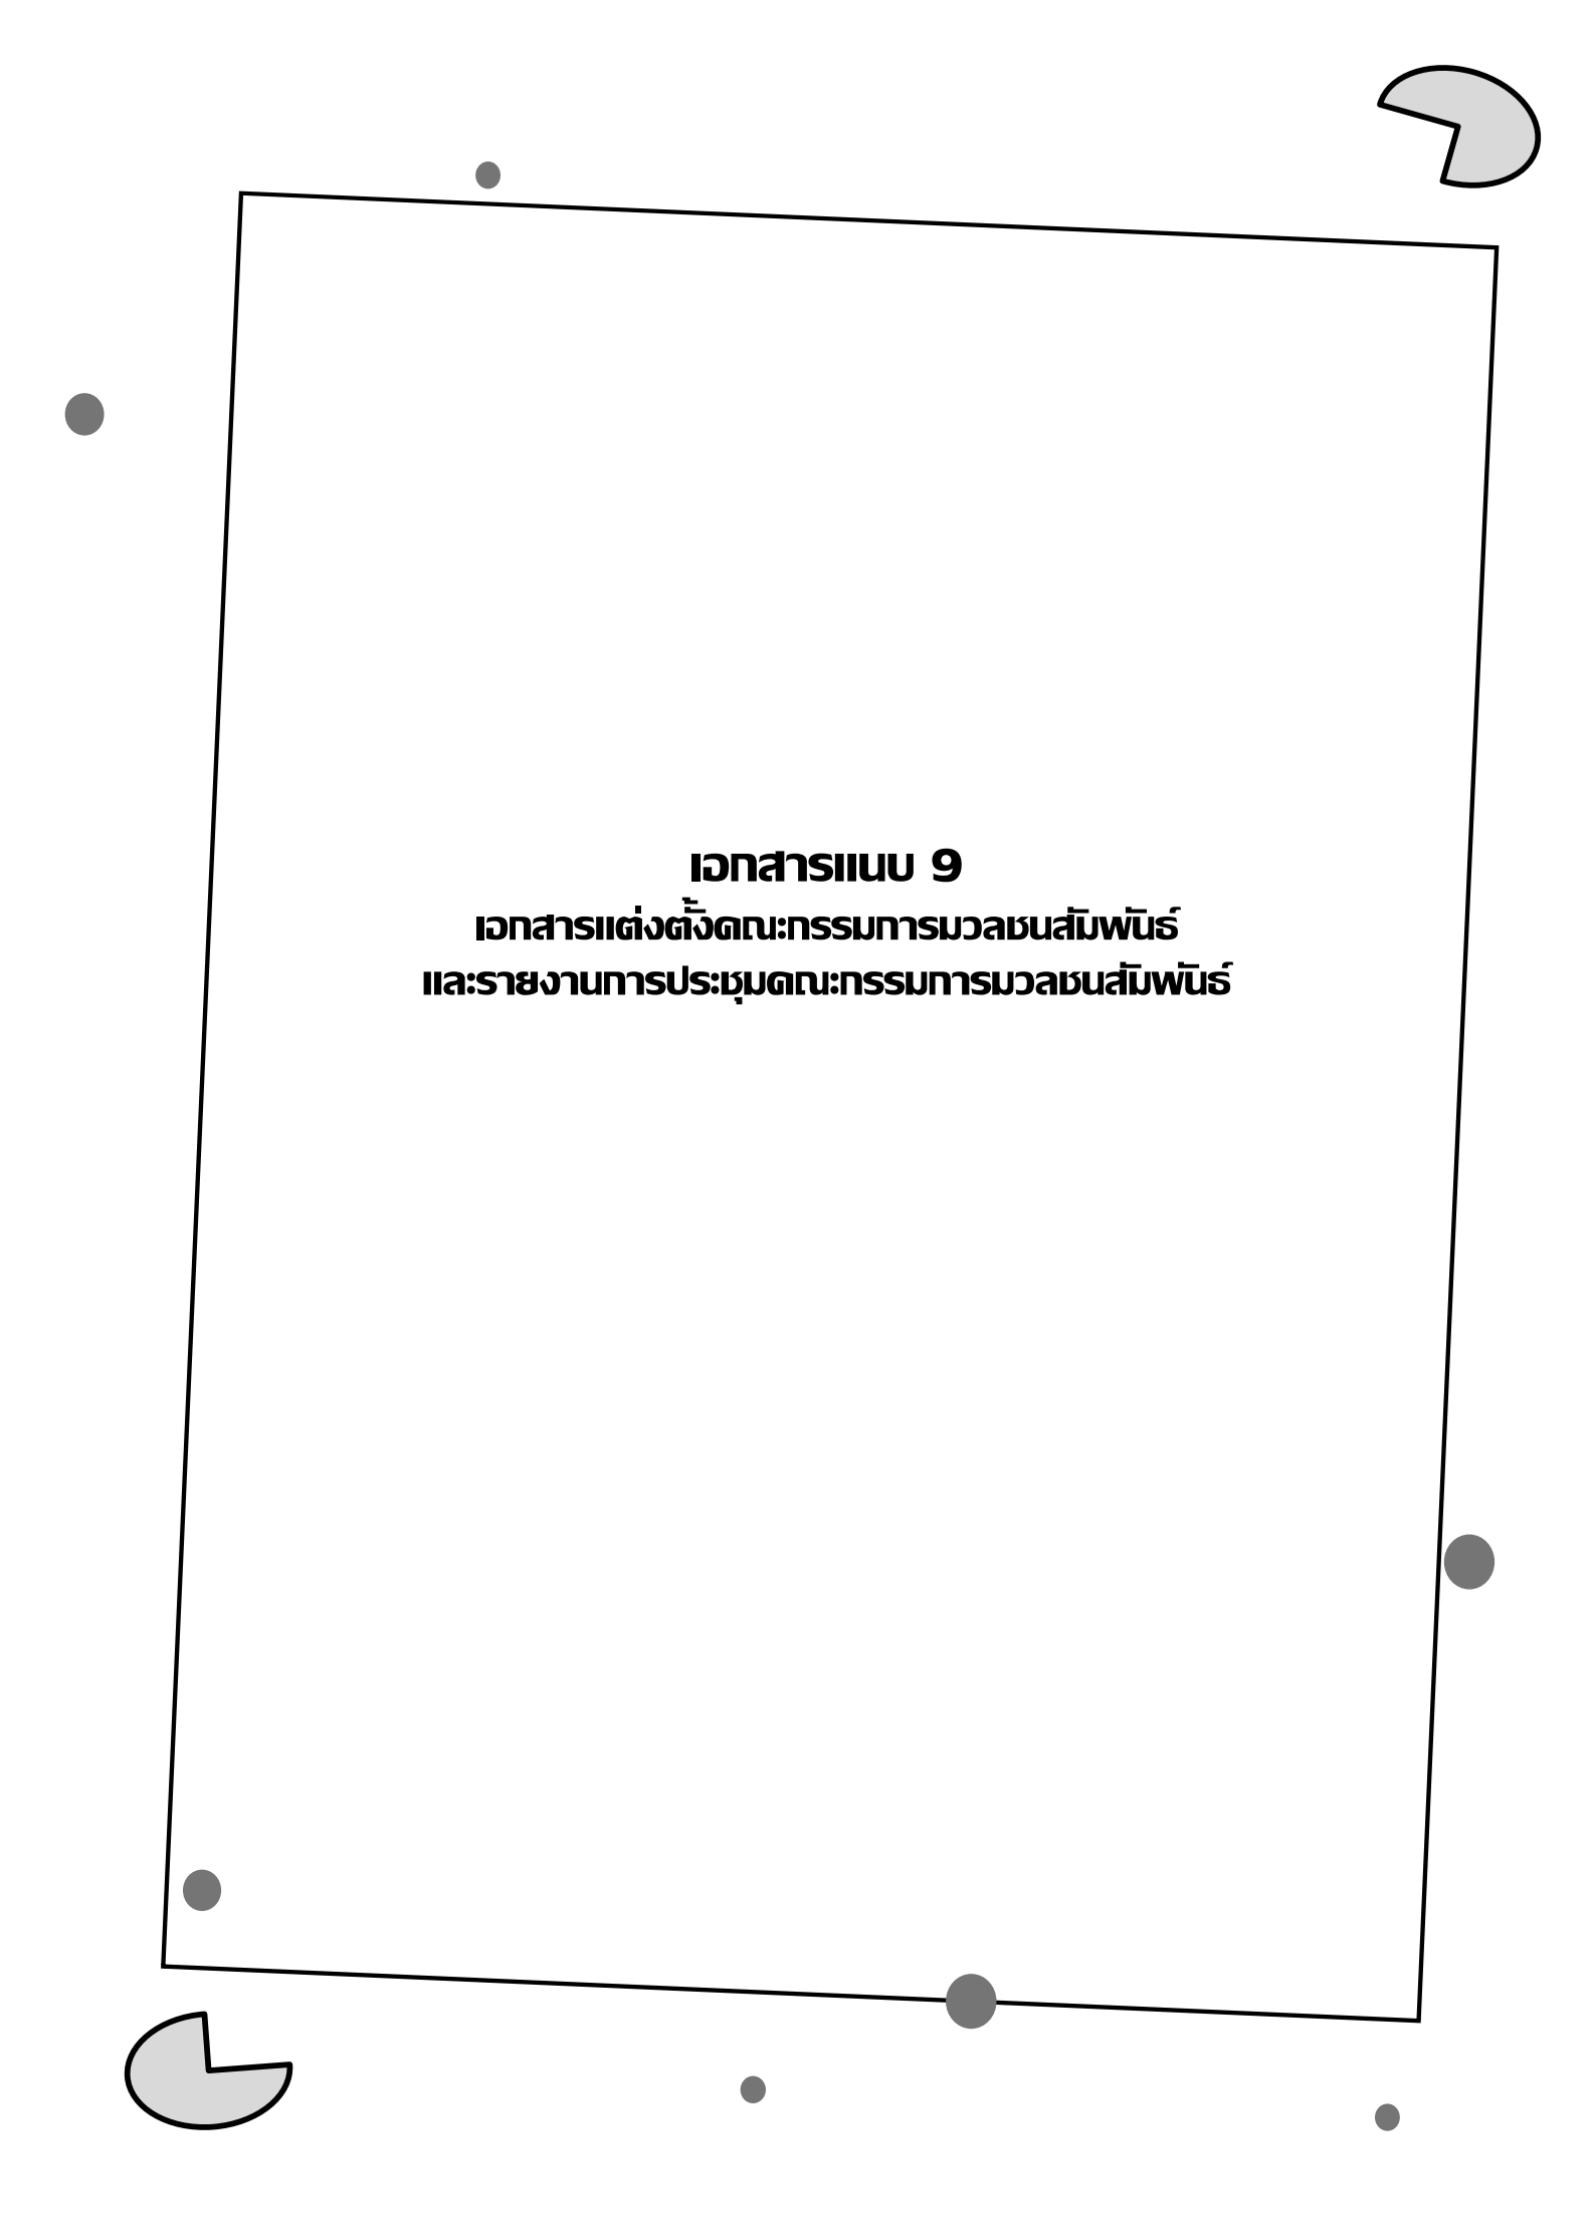 เอกสารแนบ 9
เอกสารแต่งตั้งคณะกรรมการมวลชนสัมพันธ์
และรายงานการประชุมคณะกรรมการมวลชนสัมพันธ์